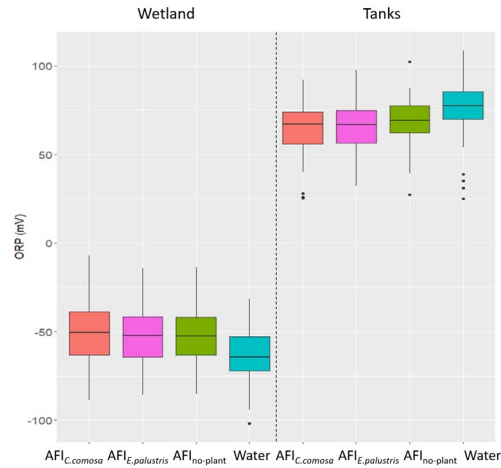 Wetland Tanks
100
50
0
-50
-100
ORP (mV)
AFIC.comosa AFIE.palustris AFIno-plant Water AFIC.comosa AFIE.palustris AFIno-plant Water